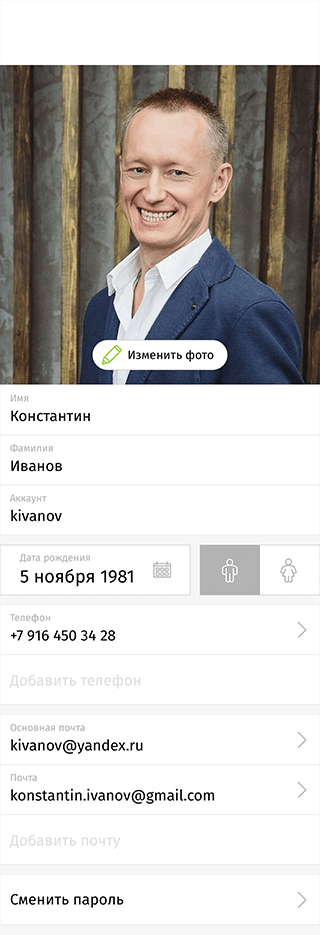 Изменить фото
Имя
Константин
Фамилия
Иванов
Аккаунт
kivanov
Дата рождения
5 ноября 1981
Телефон
+7 916 450 34 28
Добавить телефон
Основная почта
kivanov@yandex.ru
Почта
konstantin.ivanov@gmail.com
Добавить почту
Сменить пароль